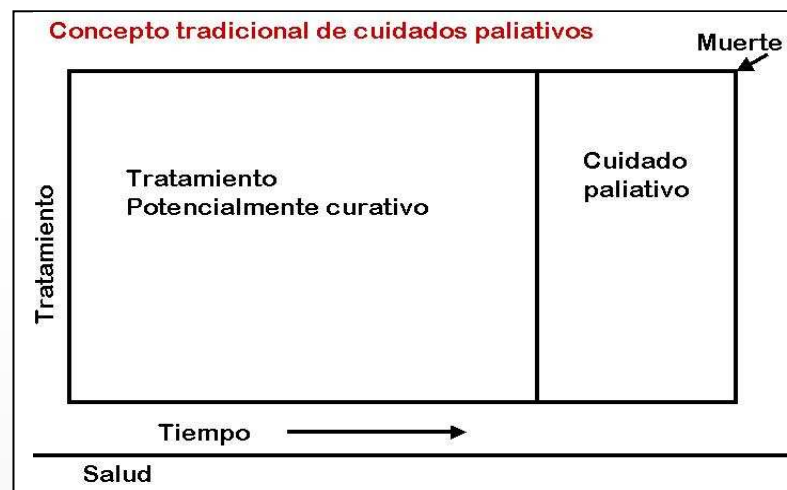 Concepto tradicional de cuidados paliativos
Muerte
Tratamiento
Tratamiento
Potencialmente curativo
Cuidado
paliativo
Tiempo
Salud